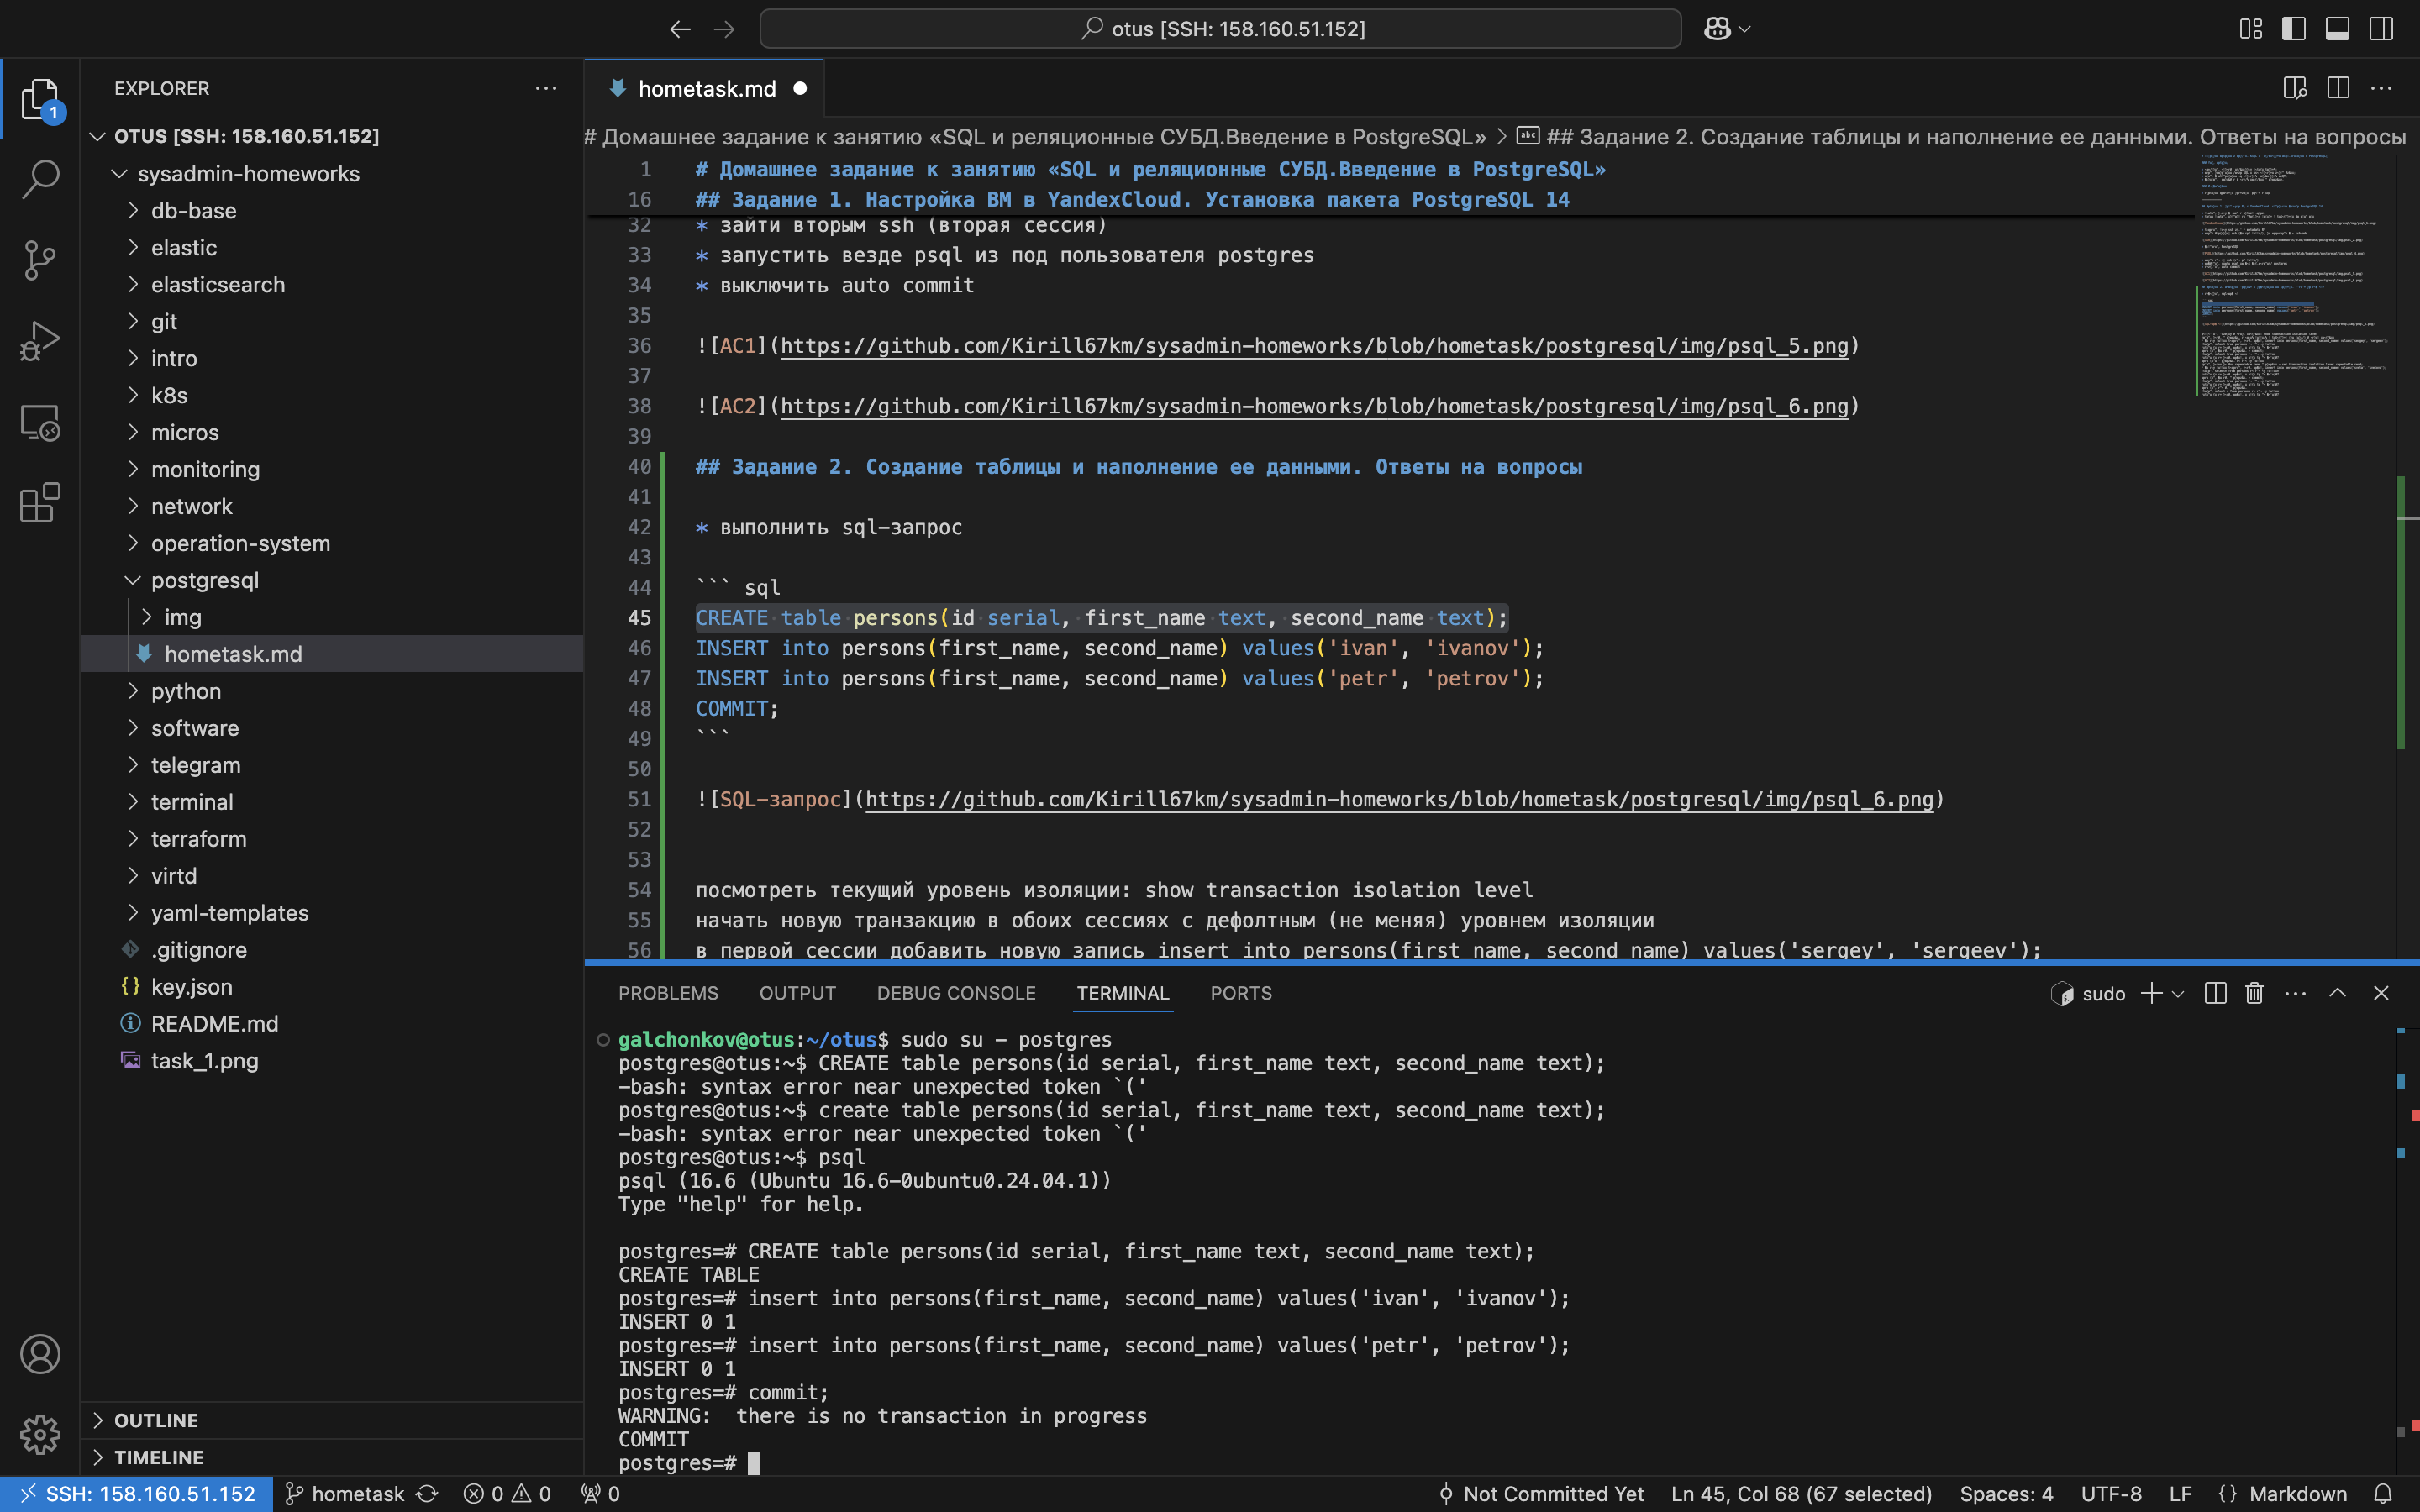 otus [SSH: 158.160.51.152]
EXPLORER
hometask.md
1
OTUS [SSH: 158.160.51.152]
sysadmin-homeworks
db-base
elastic
elasticsearch
git
intro
k8s
micros
monitoring
network
operation-system
postgresql
img
hometask.md
python
software
telegram
terminal
terraform
virtd
yaml-templates
.gitignore
key.json
README.md
task_1.png
OUTLINE
TIMELINE
# Домашнее задание к занятию «SQL и реляционные СУБД.Введение в PostgreSQL» > ## Задание 2. Создание таблицы и наполнение ее данными. Ответы на вопросы
1 # Домашнее задание к занятию «SQL и реляционные СУБД.Введение в PostgreSQL»
16 ## Задание 1. Настройка ВМ в YandexCloud. Установка пакета PostgreSQL 14
32 * зайти вторым ssh (вторая сессия)
33 * запустить везде psql из под пользователя postgres
34 * выключить auto commit
35
36 ![AC1](https://github.com/Kirill67km/sysadmin-homeworks/blob/hometask/postgresql/img/psql_5.png)
37
38 ![AC2](https://github.com/Kirill67km/sysadmin-homeworks/blob/hometask/postgresql/img/psql_6.png)
39
40 ## Задание 2. Создание таблицы и наполнение ее данными. Ответы на вопросы
41
42 * выполнить sql-запрос
43
44 ``` sql
45 CREATE table persons(id serial, first_name text, second_name text);
46 INSERT into persons(first_name, second_name) values('ivan', 'ivanov');
47 INSERT into persons(first_name, second_name) values('petr', 'petrov');
48 COMMIT;
49 ```
50
51 ![SQL-запрос](https://github.com/Kirill67km/sysadmin-homeworks/blob/hometask/postgresql/img/psql_6.png)
52
53
54 посмотреть текущий уровень изоляции: show transaction isolation level
55 начать новую транзакцию в обоих сессиях с дефолтным (не меняя) уровнем изоляции
56 в первой сессии добавить новую запись insert into persons(first_name, second_name) values('sergey', 'sergeev');
PROBLEMS OUTPUT DEBUG CONSOLE TERMINAL PORTS
sudo
galchonkov@otus:~/otus$ sudo su - postgres
postgres@otus:~$ CREATE table persons(id serial, first_name text, second_name text);
-bash: syntax error near unexpected token `('
postgres@otus:~$ create table persons(id serial, first_name text, second_name text);
-bash: syntax error near unexpected token `('
postgres@otus:~$ psql
psql (16.6 (Ubuntu 16.6-0ubuntu0.24.04.1))
Type "help" for help.
postgres=# CREATE table persons(id serial, first_name text, second_name text);
CREATE TABLE
postgres=# insert into persons(first_name, second_name) values('ivan', 'ivanov');
INSERT 0 1
postgres=# insert into persons(first_name, second_name) values('petr', 'petrov');
INSERT 0 1
postgres=# commit;
WARNING:  there is no transaction in progress
COMMIT
postgres=#
SSH: 158.160.51.152 hometask 0 0 0 Not Committed Yet Ln 45, Col 68 (67 selected) Spaces: 4 UTF-8 LF {} Markdown